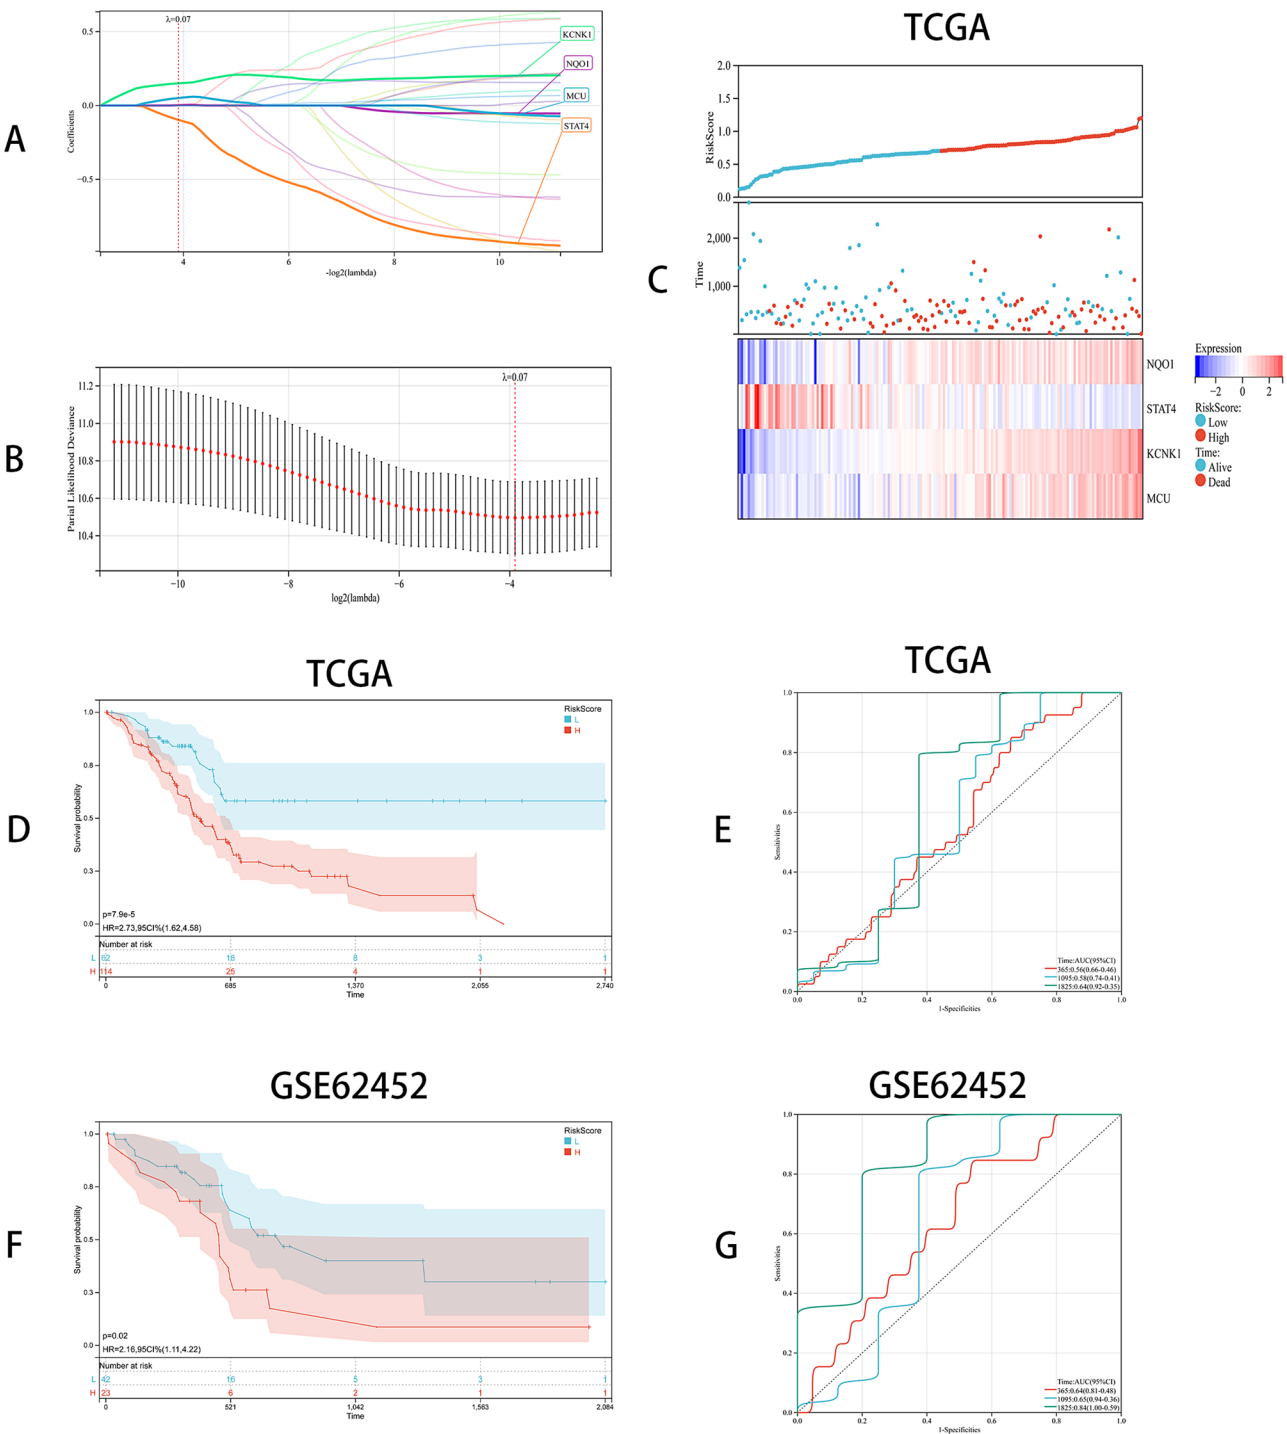 A
λ=0.07
0.5
0.0
−0.5
Coefficients
KCNK1
NQO1
MCU
STAT4
4
6
8
10
-log2(lambda)
B
λ=0.07
11.2
11.0
10.8
10.6
10.4
Parial Likelihood Deviance
−10
−8
−6
−4
log2(lambda)
TCGA
C
2.0
1.5
1.0
0.5
0.0
RiskScore
2,000
1,000
Time
NQO1
STAT4
KCNK1
MCU
Expression
−2 0 2
RiskScore:
Low
High
Time:
Alive
Dead
TCGA
D
RiskScore
L
H
1.0
0.8
0.5
0.3
0.0
Survival probability
p=7.9e-5
HR=2.73,95CI%(1.62,4.58)
Number at risk
L 62 16 8 3 1
H 114 25 4 1 1
0 685 1,370 2,055 2,740
Time
TCGA
E
1.0
0.8
0.6
0.4
0.2
0.0
Sensitivities
Time:AUC(95%CI)
365:0.56(0.66-0.46)
1095:0.58(0.74-0.41)
1825:0.64(0.92-0.35)
0.0 0.2 0.4 0.6 0.8 1.0
1-Specificities
GSE62452
F
RiskScore
L
H
1.0
0.8
0.5
0.3
0.0
Survival probability
p=0.02
HR=2.16,95CI%(1.11,4.22)
Number at risk
L 42 16 5 3 1
H 23 6 2 1 1
0 521 1,042 1,563 2,084
Time
GSE62452
G
1.0
0.8
0.6
0.4
0.2
0.0
Sensitivities
Time:AUC(95%CI)
365:0.64(0.81-0.48)
1095:0.65(0.94-0.36)
1825:0.84(1.00-0.59)
0.0 0.2 0.4 0.6 0.8 1.0
1-Specificities